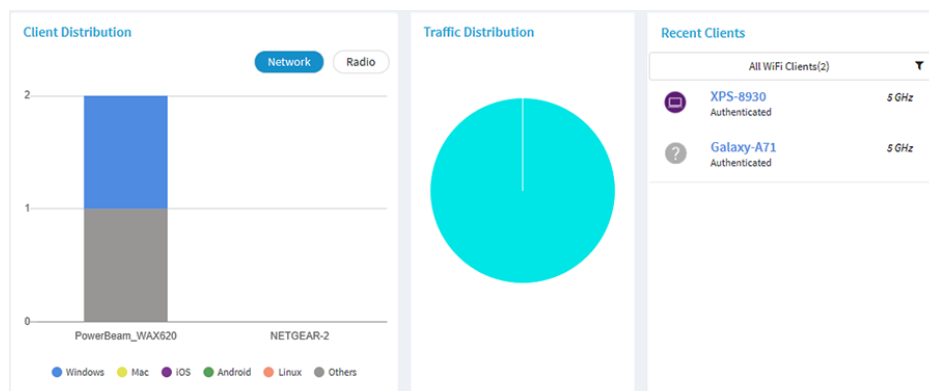 Client Distribution
Network
Radio
2
1
0
PowerBeam_WAX620
NETGEAR-2
Windows
Mac
iOS
Android
Linux
Others
Traffic Distribution
Recent Clients
All WiFi Clients(2)
XPS-8930
5 GHz
Authenticated
?
Galaxy-A71
5 GHz
Authenticated